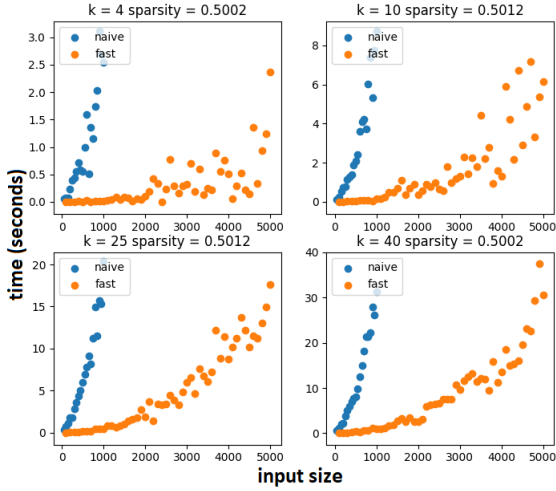 k = 4 sparsity = 0.5002
k = 10 sparsity = 0.5012
naive
fast
naive
fast
3.0
2.5
2.0
1.5
1.0
0.5
0.0
8
6
4
2
0
0 1000 2000 3000 4000 5000
0 1000 2000 3000 4000 5000
time (seconds)
k = 25 sparsity = 0.5012
k = 40 sparsity = 0.5002
naive
fast
naive
fast
20
15
10
5
0
40
30
20
10
0
0 1000 2000 3000 4000 5000
0 1000 2000 3000 4000 5000
input size